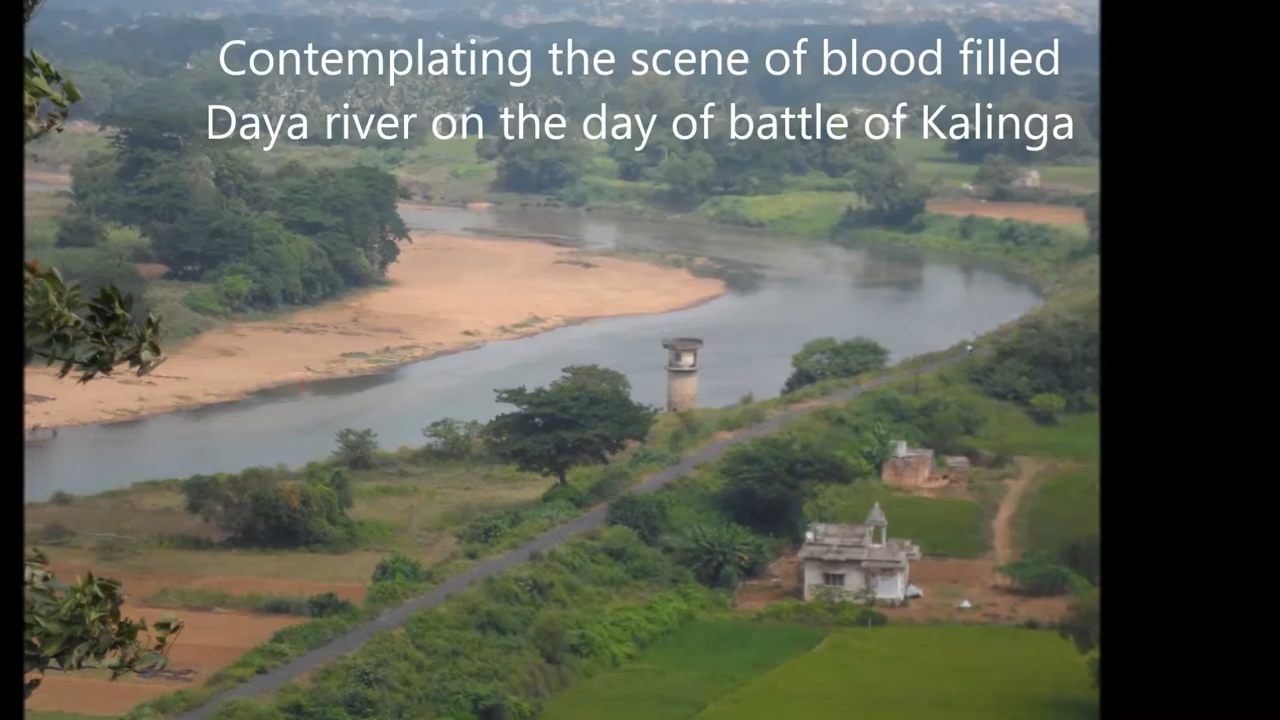 Contemplating the scene of blood filled
Daya river on the day of battle of Kalinga